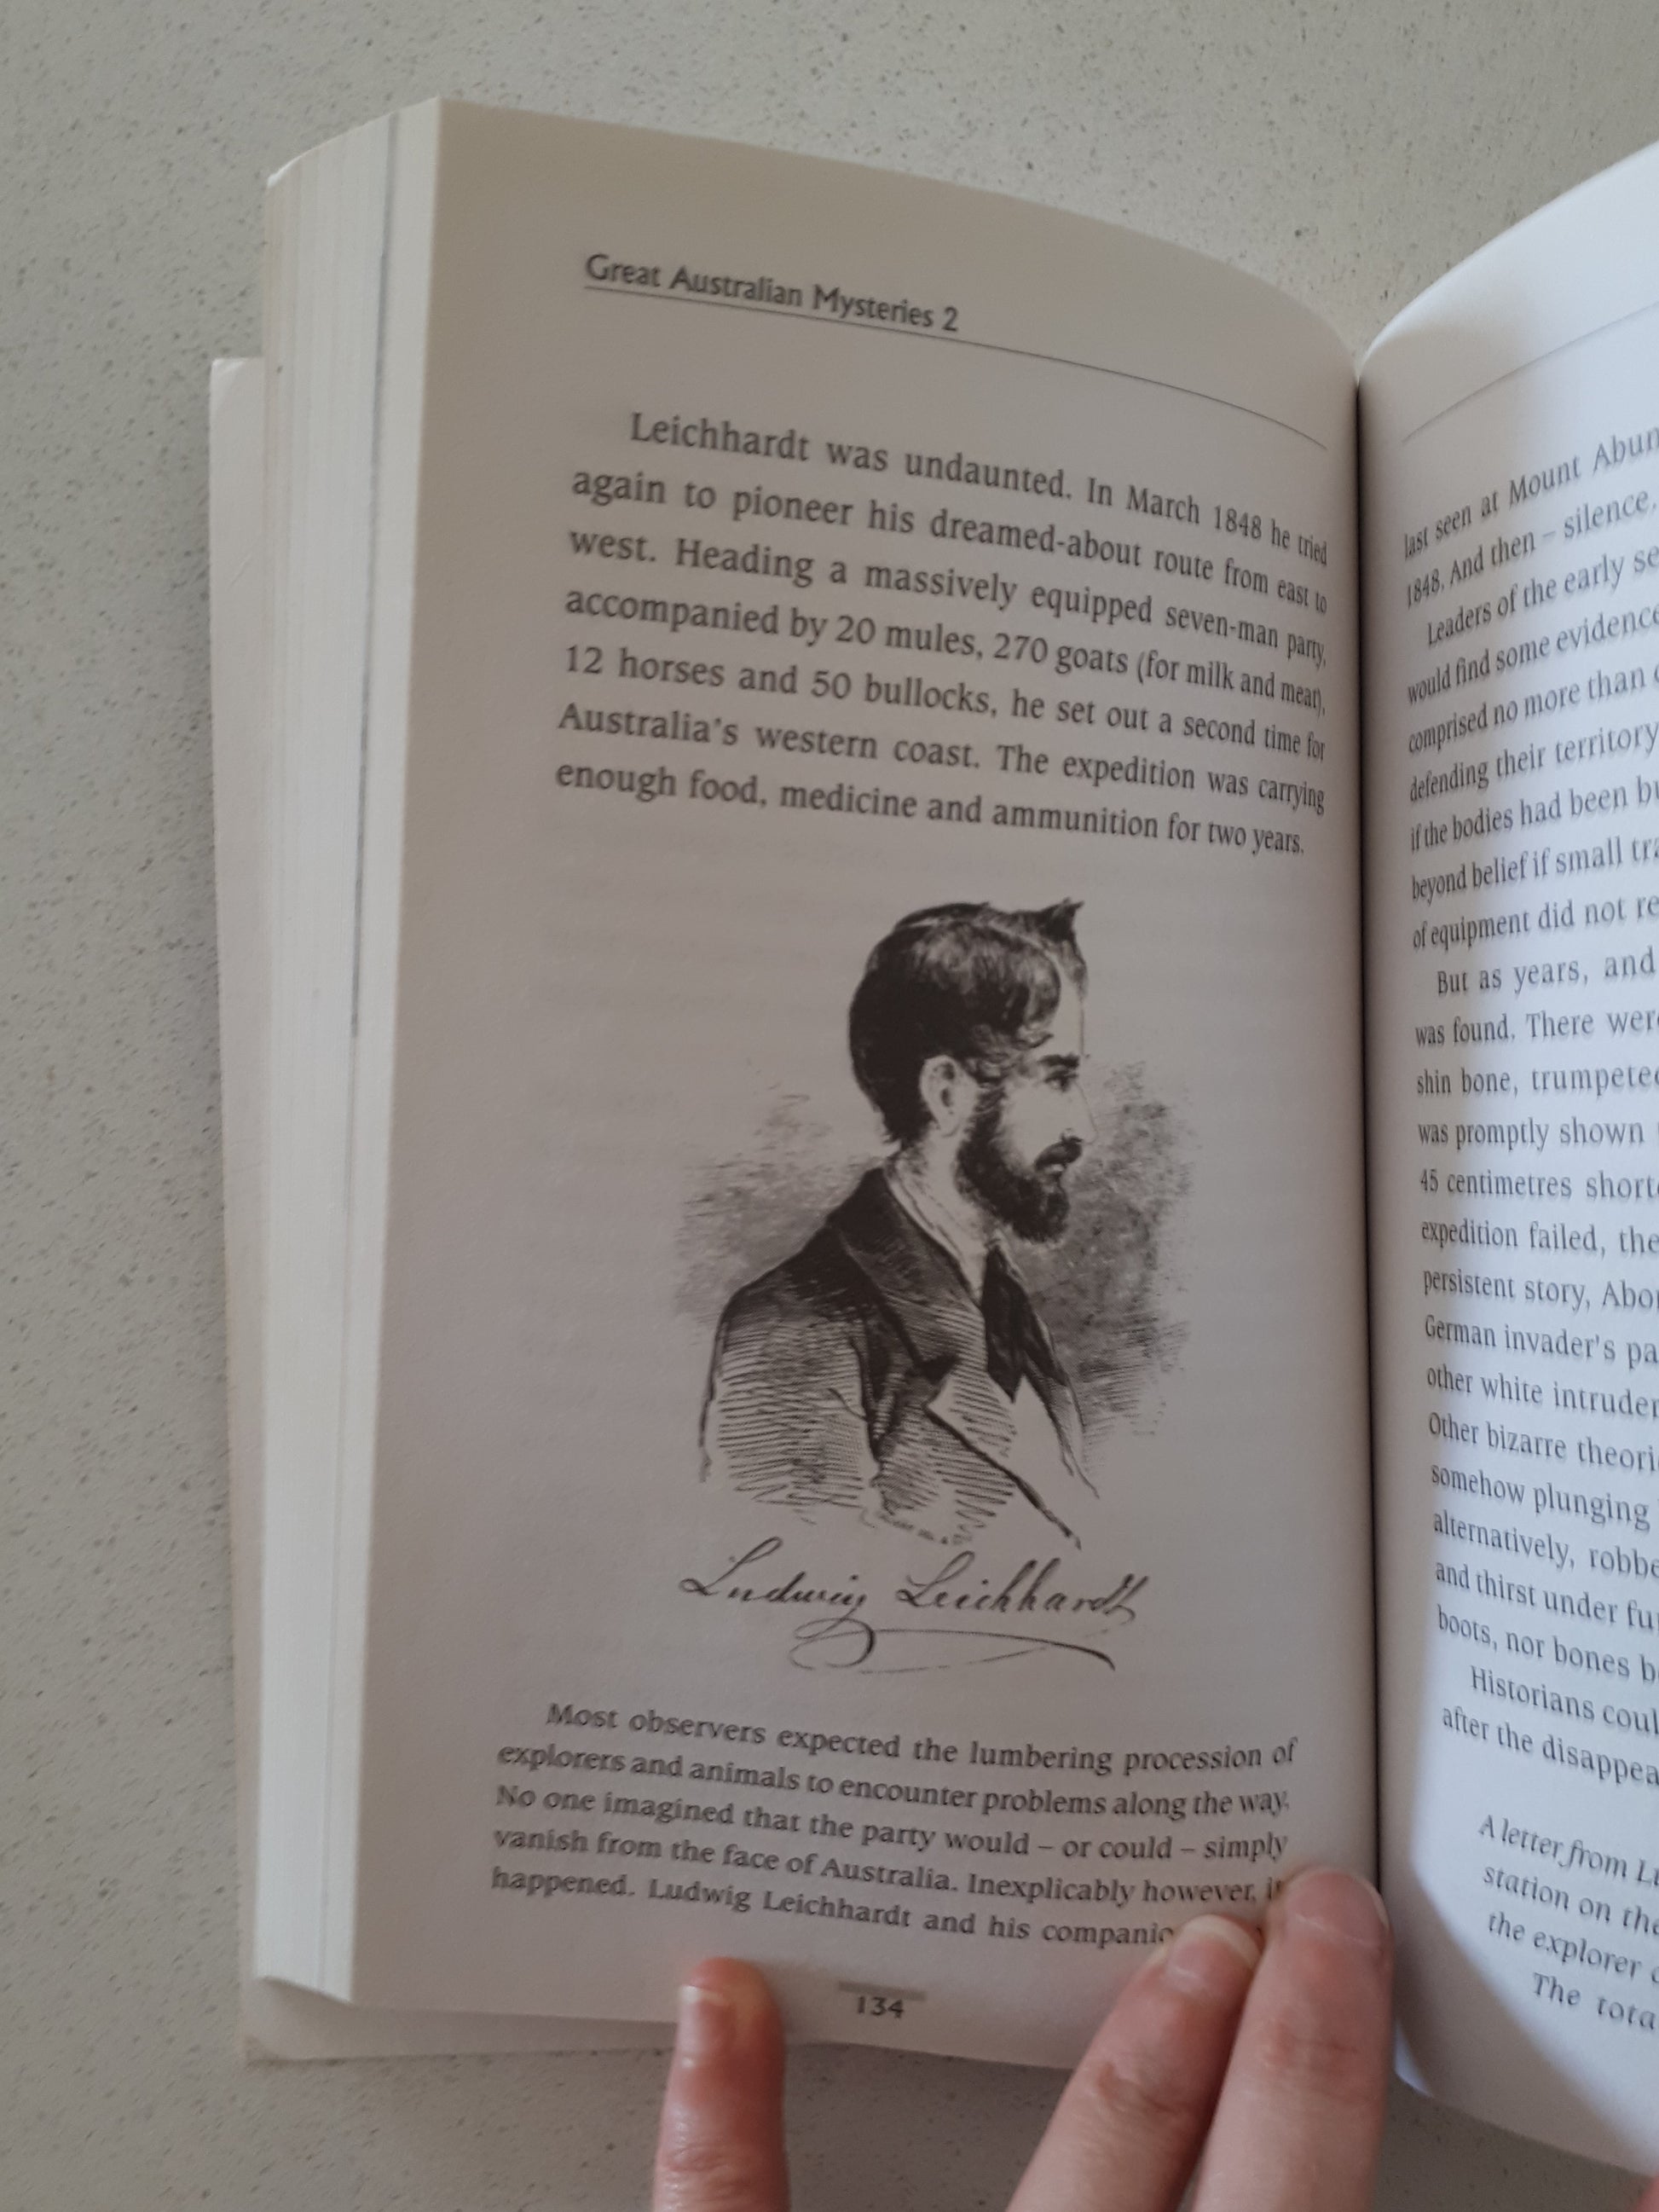 Great Australian Mysteries 2
Leichhardt was undaunted. In March 1848 he tried
again to pioneer his dreamed-about route from east to
west. Heading a massively equipped seven-man party,
accompanied by 20 mules, 270 goats (for milk and meat),
12 horses and 50 bullocks, he set out a second time for
Australia's western coast. The expedition was carrying
enough food, medicine and ammunition for two years.
Ludwig Leichhardt
Most observers expected the lumbering procession of
explorers and animals to encounter problems along the way.
No one imagined that the party would – or could – simply
vanish from the face of Australia. Inexplicably however,
happened. Ludwig Leichhardt and his
134
last seen at Mount
1848. And then – silence.
Leaders of the early
would find some evidence
comprised no more than
defending their territory
if the bodies had been
beyond belief if small
of equipment did not
But as years, and
was found. There
shin bone,
was promptly shown
45 centimetres
expedition failed, the
persistent story,
German invader's
other white
Other bizarre
somehow plunging
alternatively,
and thirst under
boots, nor bones
Historians
after the
A letter from
station on the
the explorer
The